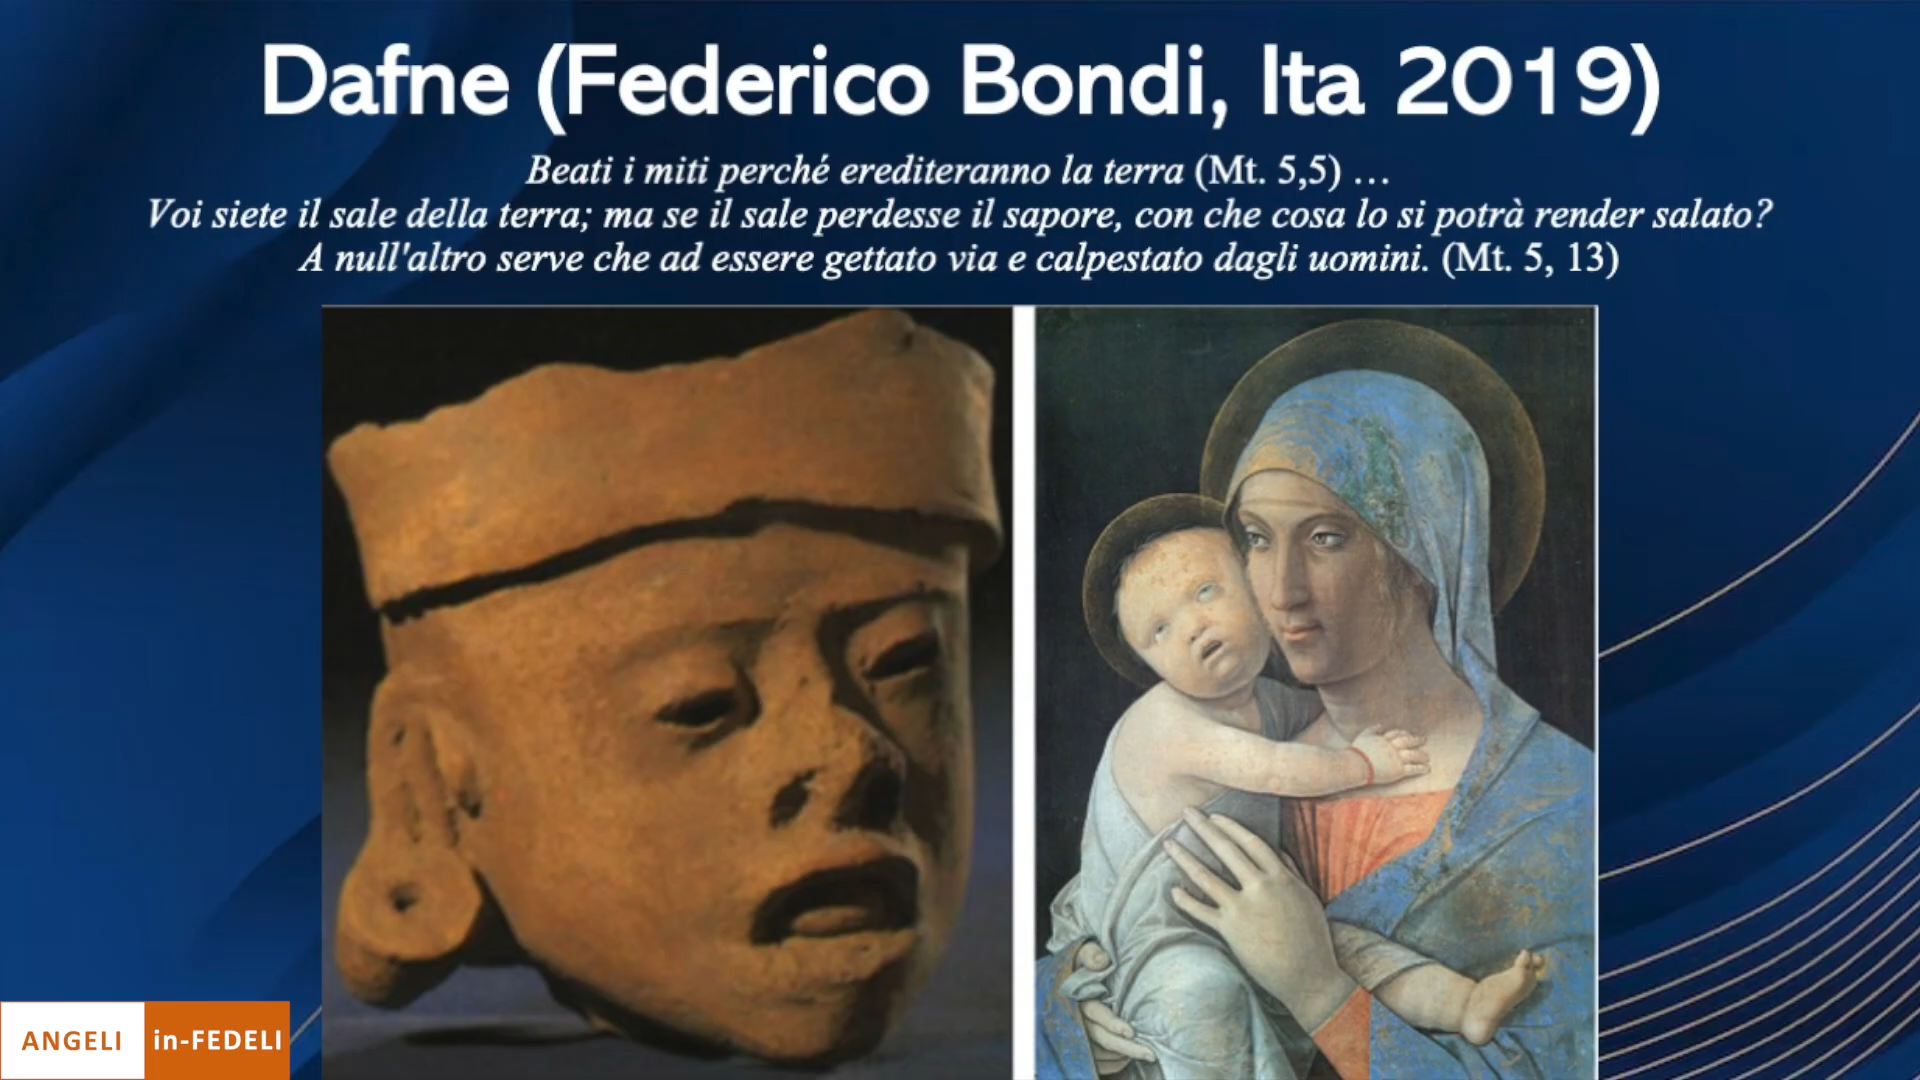 Dafne (Federico Bondi, Ita 2019)
Beati i miti perché erediteranno la terra (Mt. 5,5) …
Voi siete il sale della terra; ma se il sale perdesse il sapore, con che cosa lo si potrà render salato?
A null'altro serve che ad essere gettato via e calpestato dagli uomini. (Mt. 5, 13)
ANGELI in-FEDELI